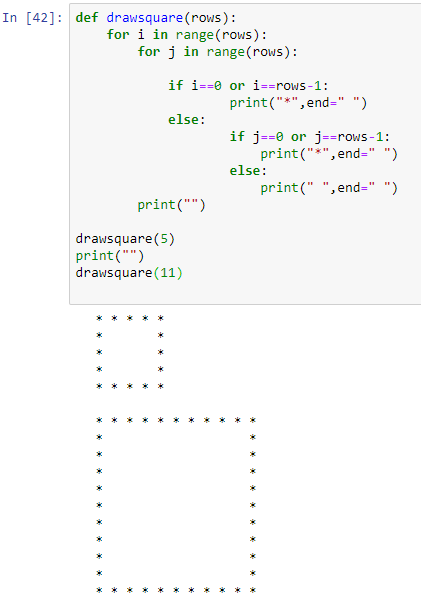 In [42]: def drawsquare(rows):
    for i in range(rows):
        for j in range(rows):

            if i==0 or i==rows-1:
                    print("*",end=" ")
            else:
                    if j==0 or j==rows-1:
                        print("*",end=" ")
                    else:
                        print(" ",end=" ")
        print("")

drawsquare(5)
print("")
drawsquare(11)

* * * * *
*       *
*       *
*       *
* * * * *

* * * * * * * * * * *
*                   *
*                   *
*                   *
*                   *
*                   *
*                   *
*                   *
*                   *
*                   *
* * * * * * * * * * *